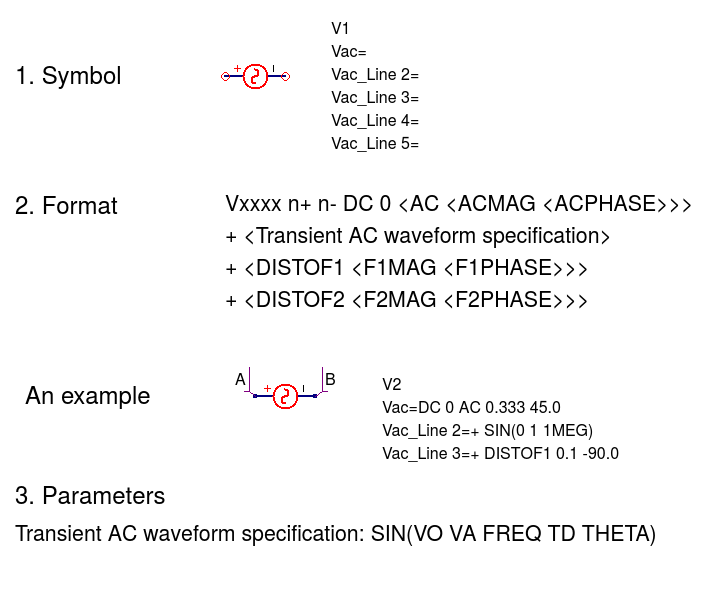 V1
Vac=
1. Symbol
+ I
Vac_Line 2=
Vac_Line 3=
Vac_Line 4=
Vac_Line 5=
2. Format
Vxxxx n+ n- DC 0 <AC <ACMAG <ACPHASE>>>
+ <Transient AC waveform specification>
+ <DISTOF1 <F1MAG <F1PHASE>>>
+ <DISTOF2 <F2MAG <F2PHASE>>>
An example
A B
+ I
V2
Vac=DC 0 AC 0.333 45.0
Vac_Line 2=+ SIN(0 1 1MEG)
Vac_Line 3=+ DISTOF1 0.1 -90.0
3. Parameters
Transient AC waveform specification: SIN(VO VA FREQ TD THETA)